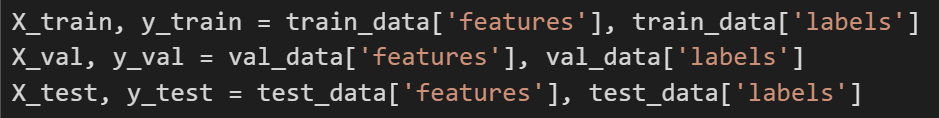 X_train, y_train = train_data['features'], train_data['labels']
X_val, y_val = val_data['features'], val_data['labels']
X_test, y_test = test_data['features'], test_data['labels']